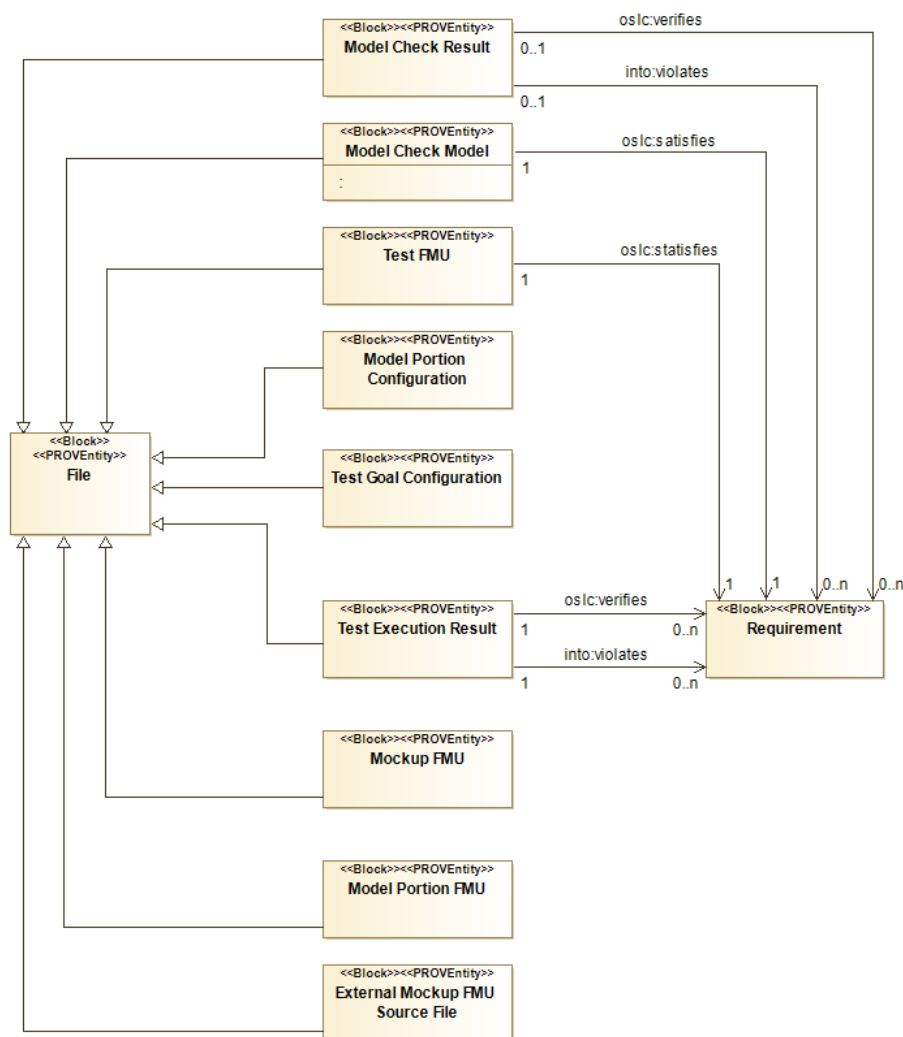 <<Block>><<PROVEntity>>
Model Check Result
oslc:verifies
0..1
into:violates
0..1
<<Block>><<PROVEntity>>
Model Check Model
:
oslc:satisfies
1
<<Block>><<PROVEntity>>
Test FMU
oslc:statisfies
1
<<Block>><<PROVEntity>>
Model Portion
Configuration
<<Block>>
<<PROVEntity>>
File
<<Block>><<PROVEntity>>
Test Goal Configuration
1
1
0..n
0..n
<<Block>><<PROVEntity>>
Test Execution Result
oslc:verifies
1
0..n
into:violates
1
0..n
<<Block>><<PROVEntity>>
Requirement
<<Block>><<PROVEntity>>
Mockup FMU
<<Block>><<PROVEntity>>
Model Portion FMU
<<Block>><<PROVEntity>>
External Mockup FMU
Source File